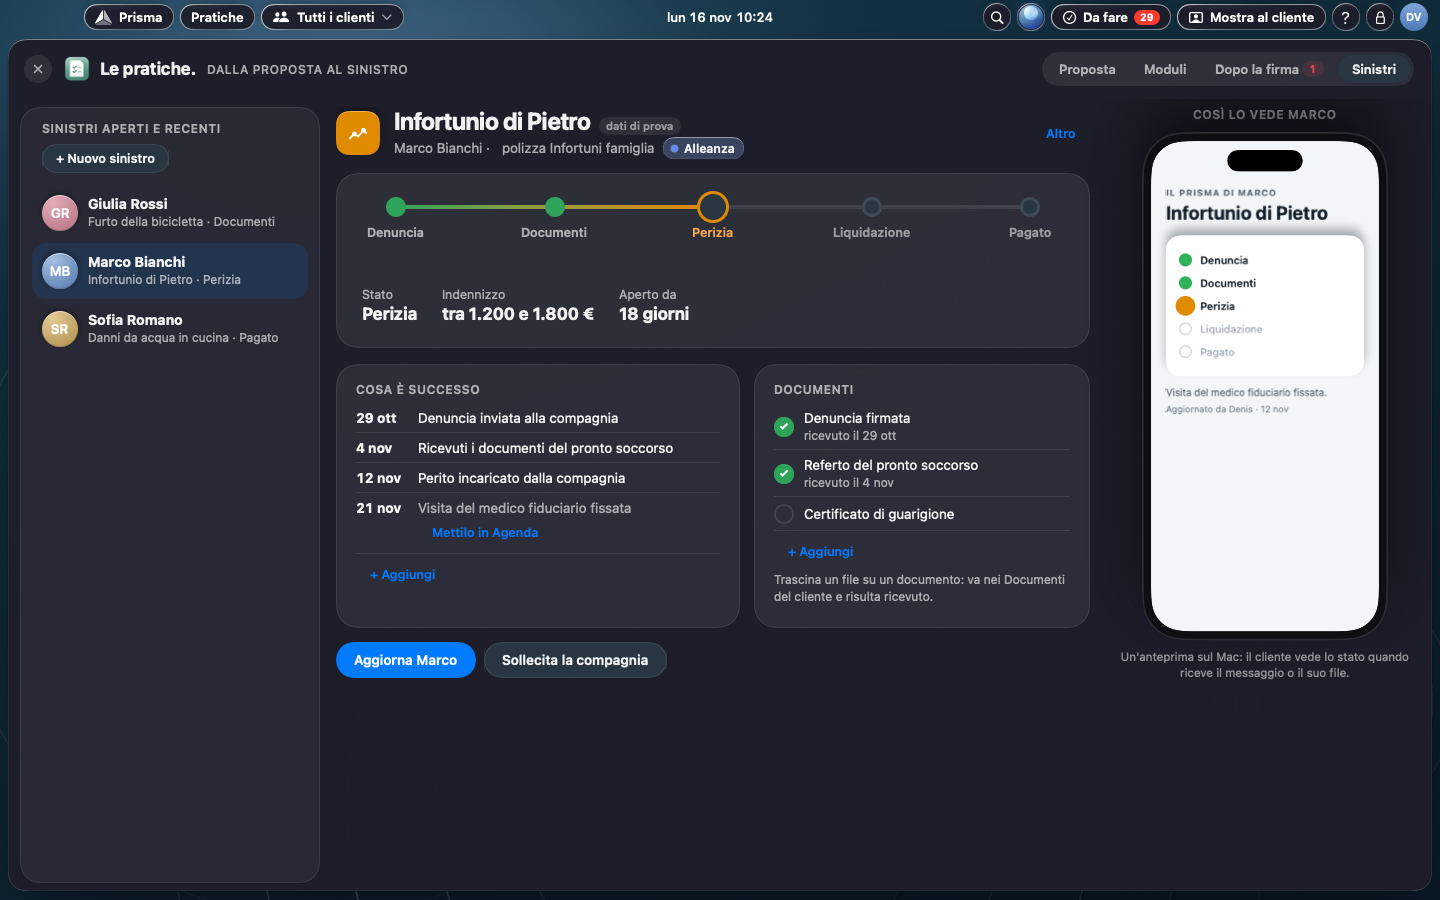 Prisma
Pratiche
Tutti i clienti
lun 16 nov 10:24
Da fare 29
Mostra al cliente
?
DV
Le pratiche. DALLA PROPOSTA AL SINISTRO
Proposta
Moduli
Dopo la firma 1
Sinistri
SINISTRI APERTI E RECENTI
+ Nuovo sinistro
GR
Giulia Rossi
Furto della bicicletta · Documenti
MB
Marco Bianchi
Infortunio di Pietro · Perizia
SR
Sofia Romano
Danni da acqua in cucina · Pagato
Infortunio di Pietro dati di prova
Marco Bianchi · polizza Infortuni famiglia Alleanza
Altro
Denuncia
Documenti
Perizia
Liquidazione
Pagato
Stato
Perizia
Indennizzo
tra 1.200 e 1.800 €
Aperto da
18 giorni
COSA È SUCCESSO
29 ott Denuncia inviata alla compagnia
4 nov Ricevuti i documenti del pronto soccorso
12 nov Perito incaricato dalla compagnia
21 nov Visita del medico fiduciario fissata
Mettilo in Agenda
+ Aggiungi
DOCUMENTI
Denuncia firmata
ricevuto il 29 ott
Referto del pronto soccorso
ricevuto il 4 nov
Certificato di guarigione
+ Aggiungi
Trascina un file su un documento: va nei Documenti
del cliente e risulta ricevuto.
Aggiorna Marco
Sollecita la compagnia
COSÌ LO VEDE MARCO
IL PRISMA DI MARCO
Infortunio di Pietro
Denuncia
Documenti
Perizia
Liquidazione
Pagato
Visita del medico fiduciario fissata.
Aggiornato da Denis · 12 nov
Un'anteprima sul Mac: il cliente vede lo stato quando
riceve il messaggio o il suo file.